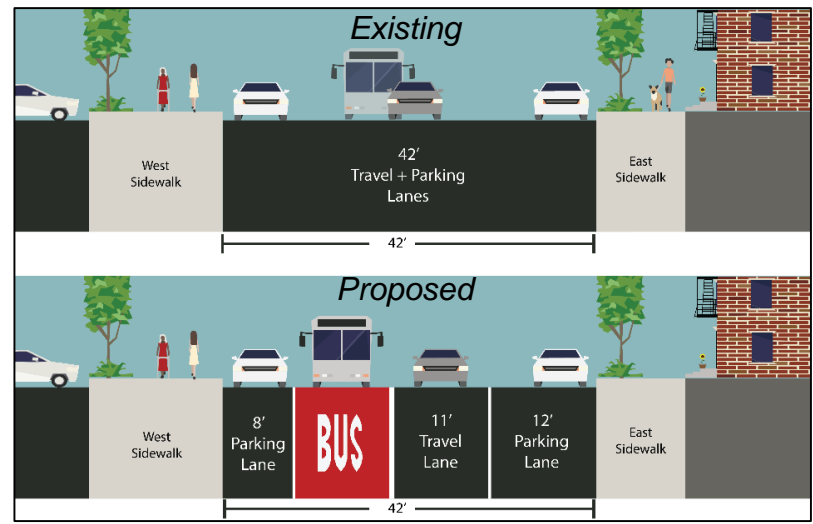 Existing
42'
Travel + Parking
Lanes
West
Sidewalk
East
Sidewalk
42'
Proposed
8'
Parking
Lane
BUS
11'
Travel
Lane
12'
Parking
Lane
West
Sidewalk
East
Sidewalk
42'